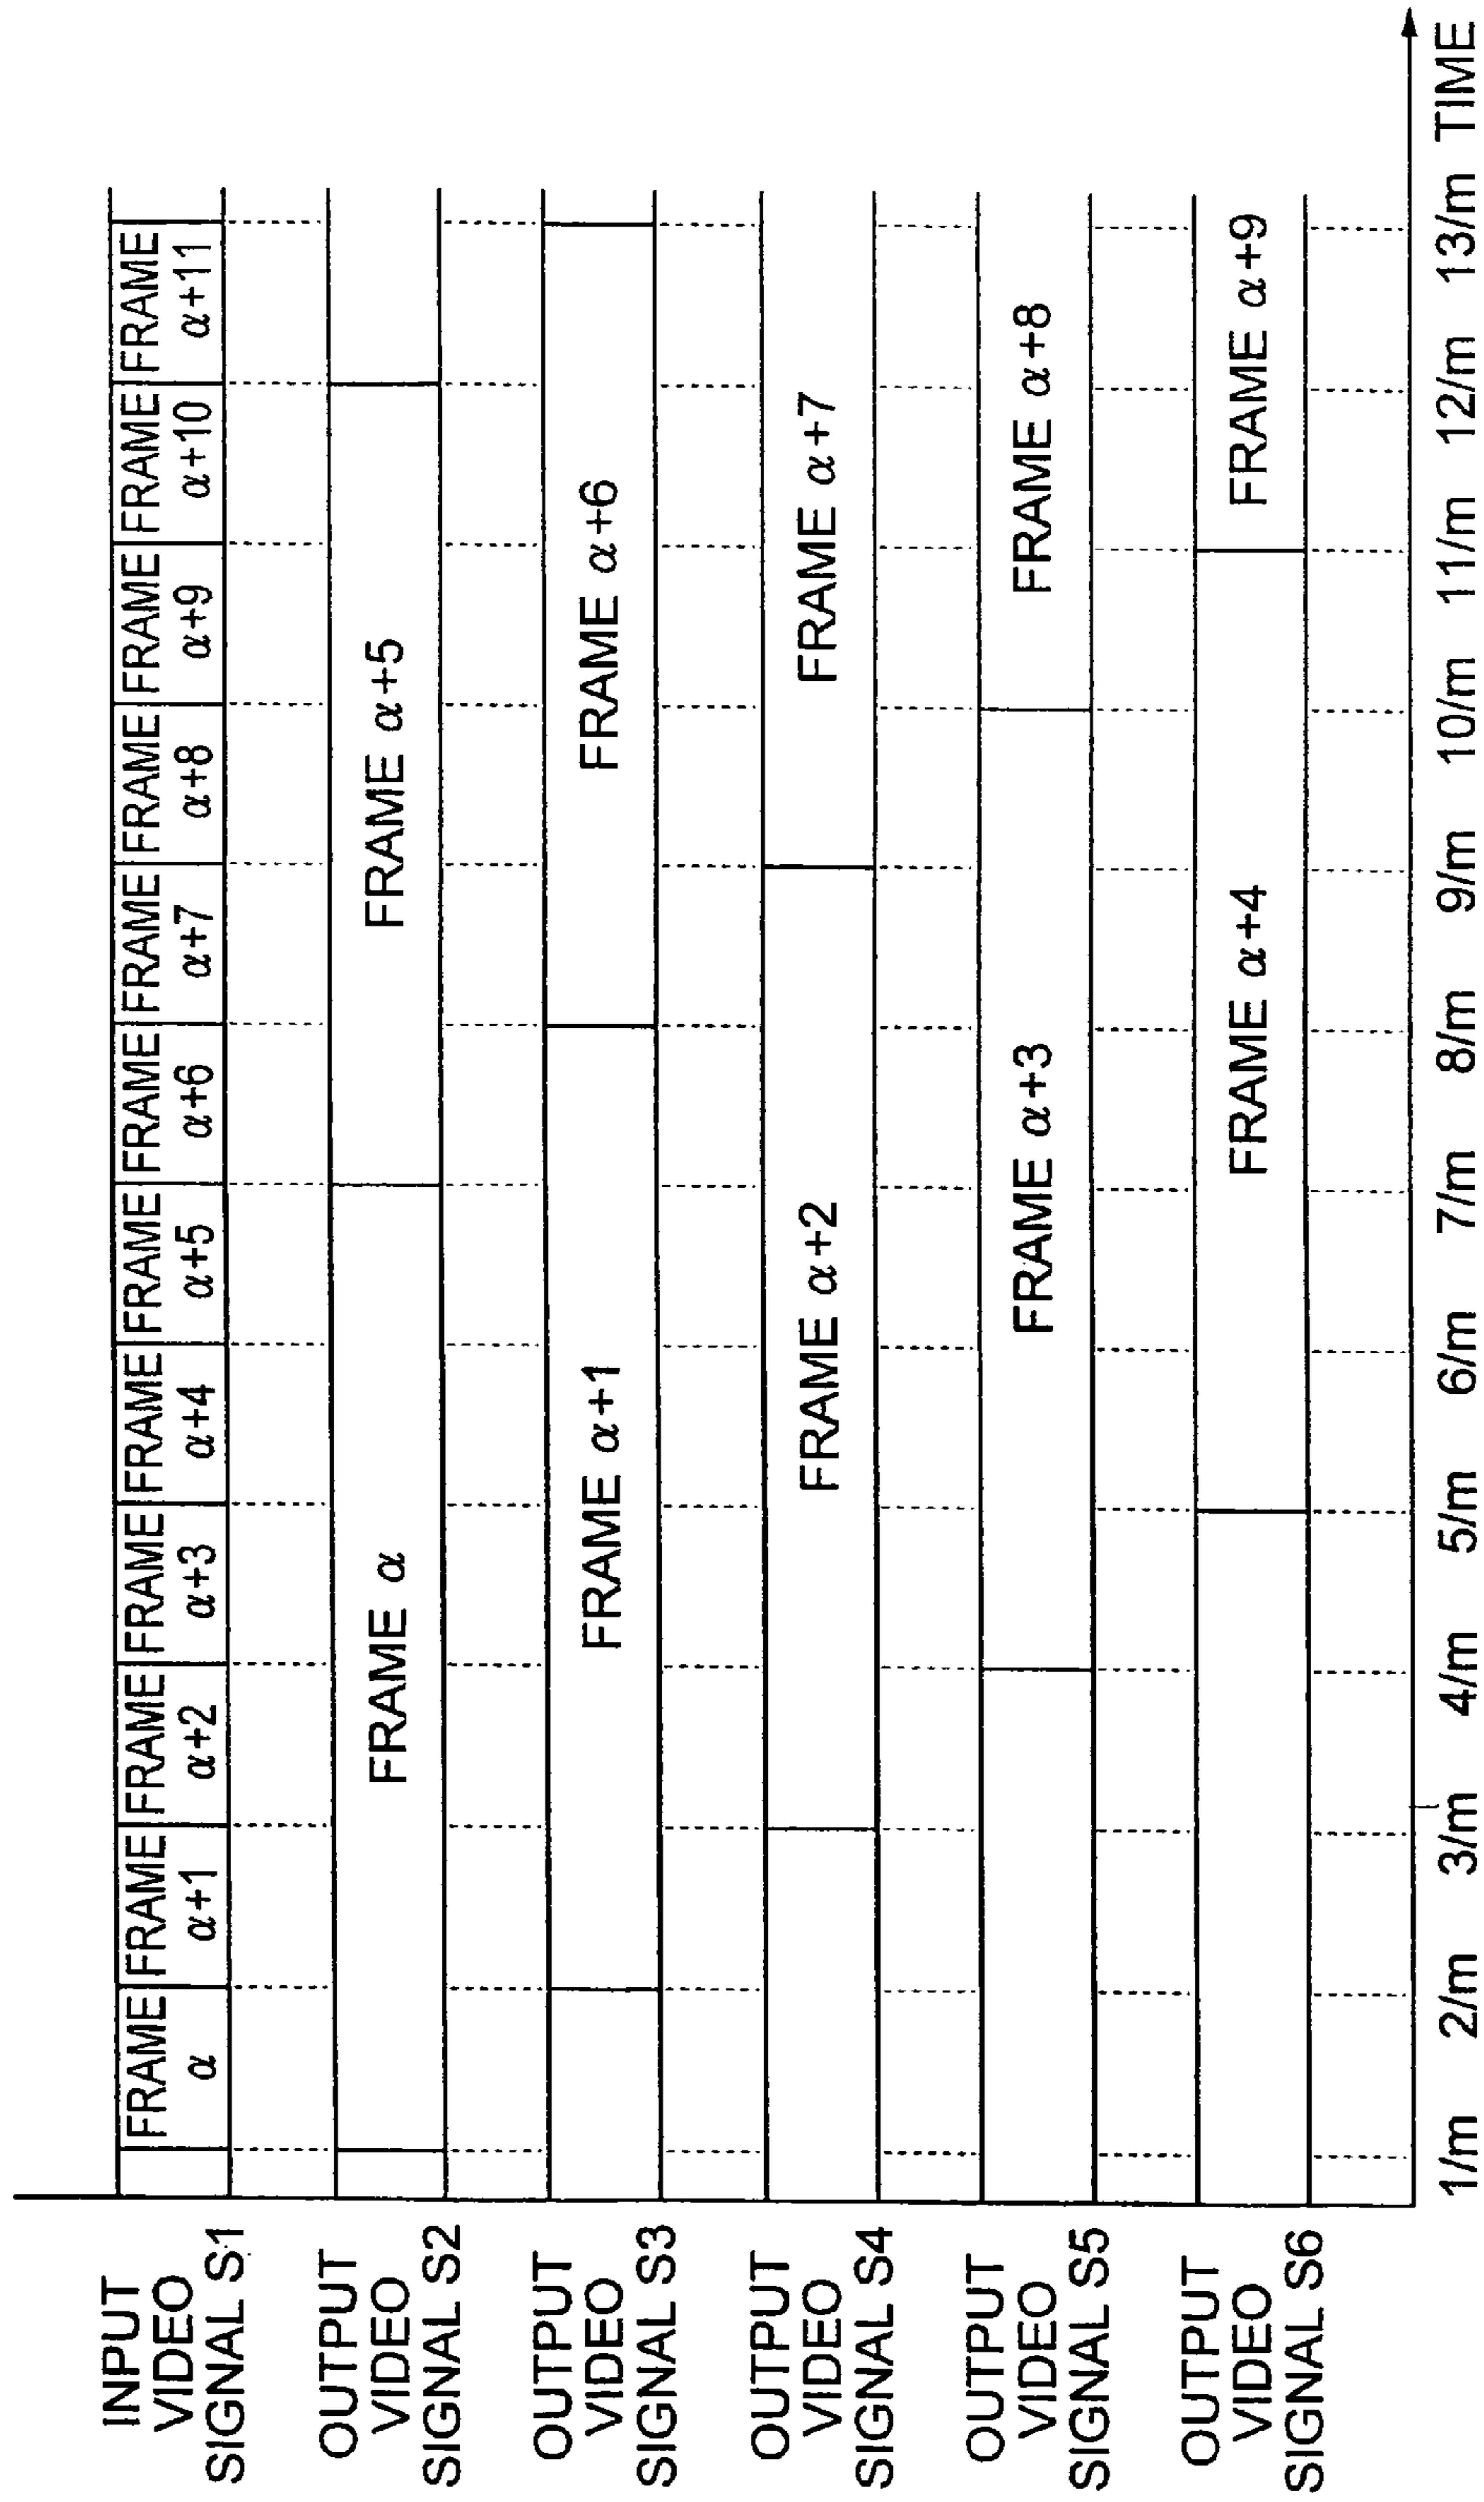 INPUT
VIDEO
SIGNAL S1
FRAME α
FRAME α+1
FRAME α+2
FRAME α+3
FRAME α+4
FRAME α+5
FRAME α+6
FRAME α+7
FRAME α+8
FRAME α+9
FRAME α+10
FRAME α+11
OUTPUT
VIDEO
SIGNAL S2
FRAME α
FRAME α+5
OUTPUT
VIDEO
SIGNAL S3
FRAME α+1
FRAME α+6
OUTPUT
VIDEO
SIGNAL S4
FRAME α+2
FRAME α+7
OUTPUT
VIDEO
SIGNAL S5
FRAME α+3
FRAME α+8
OUTPUT
VIDEO
SIGNAL S6
FRAME α+4
FRAME α+9
1/m 2/m 3/m 4/m 5/m 6/m 7/m 8/m 9/m 10/m 11/m 12/m 13/m TIME